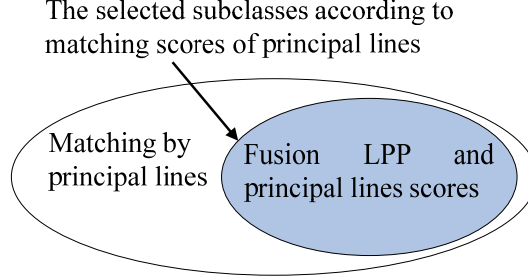 The selected subclasses according to
matching scores of principal lines
Matching by
principal lines
Fusion LPP and
principal lines scores